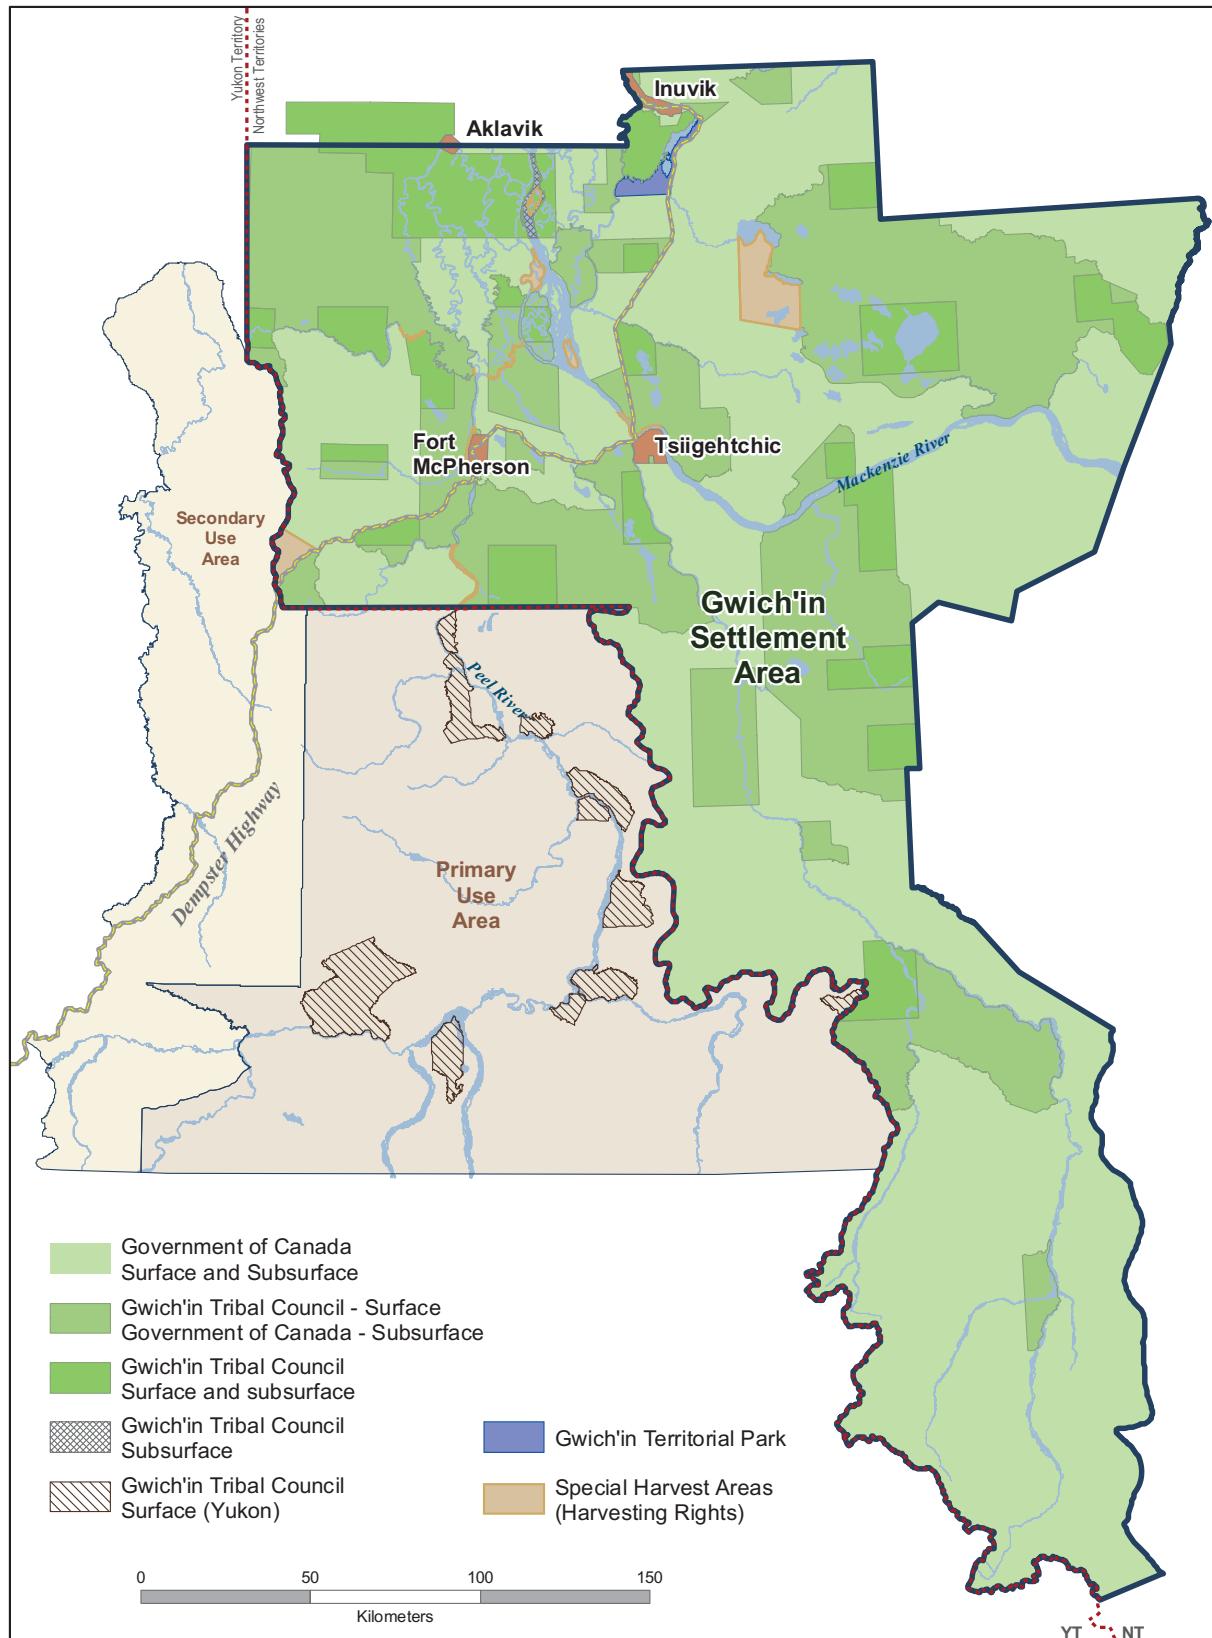 Yukon Territory
Northwest Territories
Inuvik
Aklavik
Fort
McPherson
Tsiigehtchic
Mackenzie River
Secondary
Use
Area
Gwich'in
Settlement
Area
Peel River
Dempster Highway
Primary
Use
Area
Government of Canada
Surface and Subsurface
Gwich'in Tribal Council - Surface
Government of Canada - Subsurface
Gwich'in Tribal Council
Surface and subsurface
Gwich'in Tribal Council
Subsurface
Gwich'in Tribal Council
Surface (Yukon)
Gwich'in Territorial Park
Special Harvest Areas
(Harvesting Rights)
0 50 100 150
Kilometers
YT NT